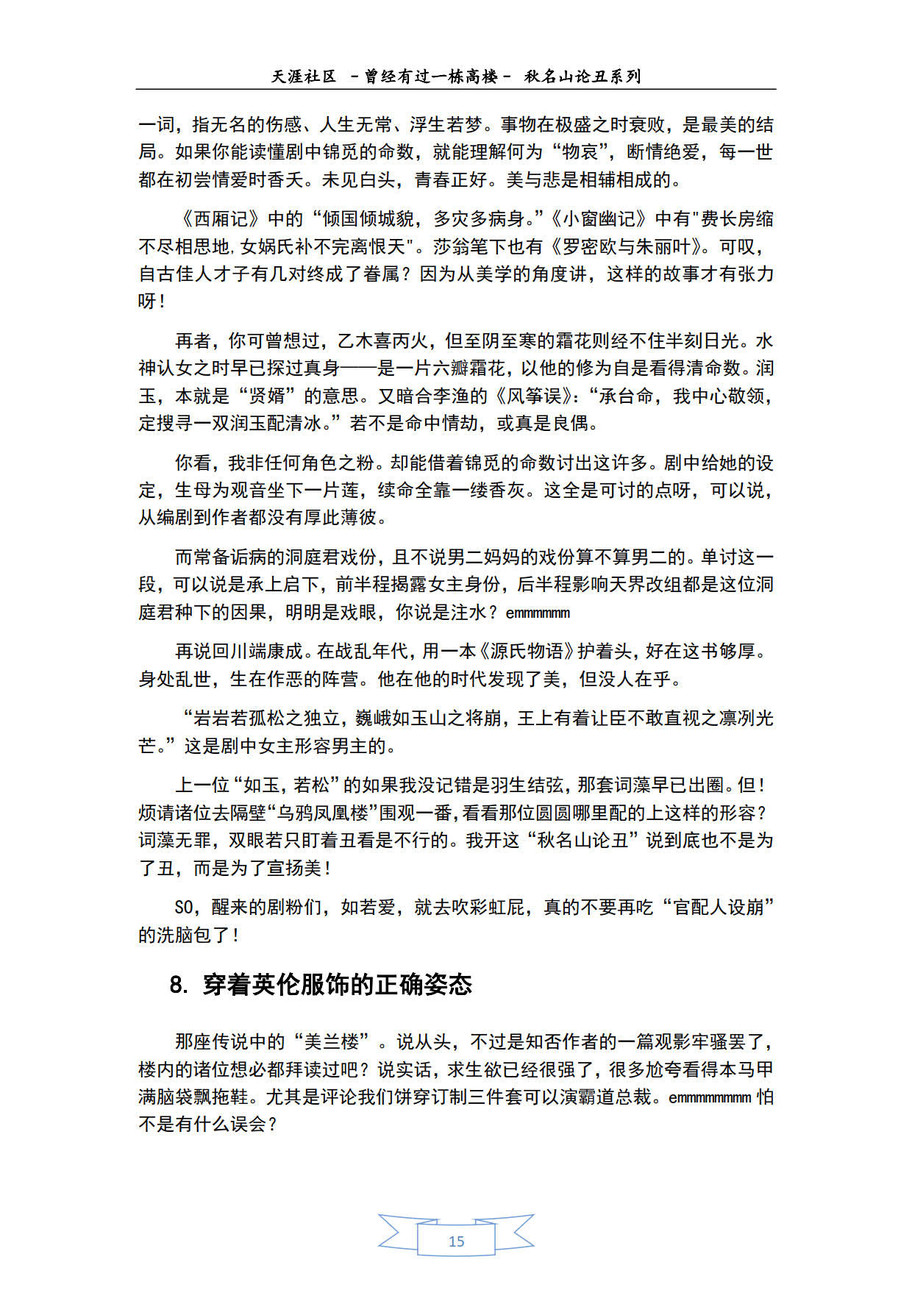 天涯社区 -曾经有过一栋高楼- 秋名山论丑系列
一词，指无名的伤感、人生无常、浮生若梦。事物在极盛之时衰败，是最美的结
局。如果你能读懂剧中锦觅的命数，就能理解何为“物哀”，断情绝爱，每一世
都在初尝情爱时香夭。未见白头，青春正好。美与悲是相辅相成的。
《西厢记》中的“倾国倾城貌，多灾多病身。”《小窗幽记》中有"费长房缩
不尽相思地,女娲氏补不完离恨天"。莎翁笔下也有《罗密欧与朱丽叶》。可叹，
自古佳人才子有几对终成了眷属？因为从美学的角度讲，这样的故事才有张力
呀！
再者，你可曾想过，乙木喜丙火，但至阴至寒的霜花则经不住半刻日光。水
神认女之时早已探过真身——是一片六瓣霜花，以他的修为自是看得清命数。润
玉，本就是“贤婿”的意思。又暗合李渔的《风筝误》：“承台命，我中心敬领，
定搜寻一双润玉配清冰。”若不是命中情劫，或真是良偶。
你看，我非任何角色之粉。却能借着锦觅的命数讨出这许多。剧中给她的设
定，生母为观音坐下一片莲，续命全靠一缕香灰。这全是可讨的点呀，可以说，
从编剧到作者都没有厚此薄彼。
而常备诟病的洞庭君戏份，且不说男二妈妈的戏份算不算男二的。单讨这一
段，可以说是承上启下，前半程揭露女主身份，后半程影响天界改组都是这位洞
庭君种下的因果，明明是戏眼，你说是注水？emmmmmm
再说回川端康成。在战乱年代，用一本《源氏物语》护着头，好在这书够厚。
身处乱世，生在作恶的阵营。他在他的时代发现了美，但没人在乎。
“岩岩若孤松之独立，巍峨如玉山之将崩，王上有着让臣不敢直视之凛冽光
芒。”这是剧中女主形容男主的。
上一位“如玉，若松”的如果我没记错是羽生结弦，那套词藻早已出圈。但！
烦请诸位去隔壁“乌鸦凤凰楼”围观一番，看看那位圆圆哪里配的上这样的形容？
词藻无罪，双眼若只盯着丑看是不行的。我开这“秋名山论丑”说到底也不是为
了丑，而是为了宣扬美！
SO，醒来的剧粉们，如若爱，就去吹彩虹屁，真的不要再吃“官配人设崩”
的洗脑包了！
8. 穿着英伦服饰的正确姿态
那座传说中的“美兰楼”。说从头，不过是知否作者的一篇观影牢骚罢了，
楼内的诸位想必都拜读过吧？说实话，求生欲已经很强了，很多尬夸看得本马甲
满脑袋飘拖鞋。尤其是评论我们饼穿订制三件套可以演霸道总裁。emmmmmmmm 怕
不是有什么误会？
15